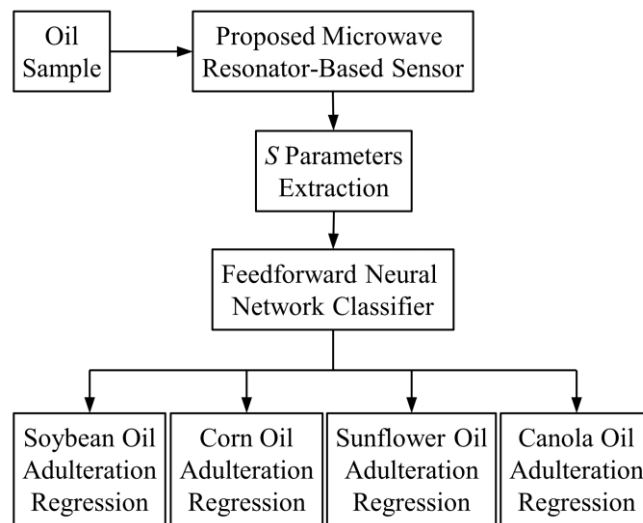 Oil
Sample
Proposed Microwave
Resonator-Based Sensor
S Parameters
Extraction
Feedforward Neural
Network Classifier
Soybean Oil
Adulteration
Regression
Corn Oil
Adulteration
Regression
Sunflower Oil
Adulteration
Regression
Canola Oil
Adulteration
Regression